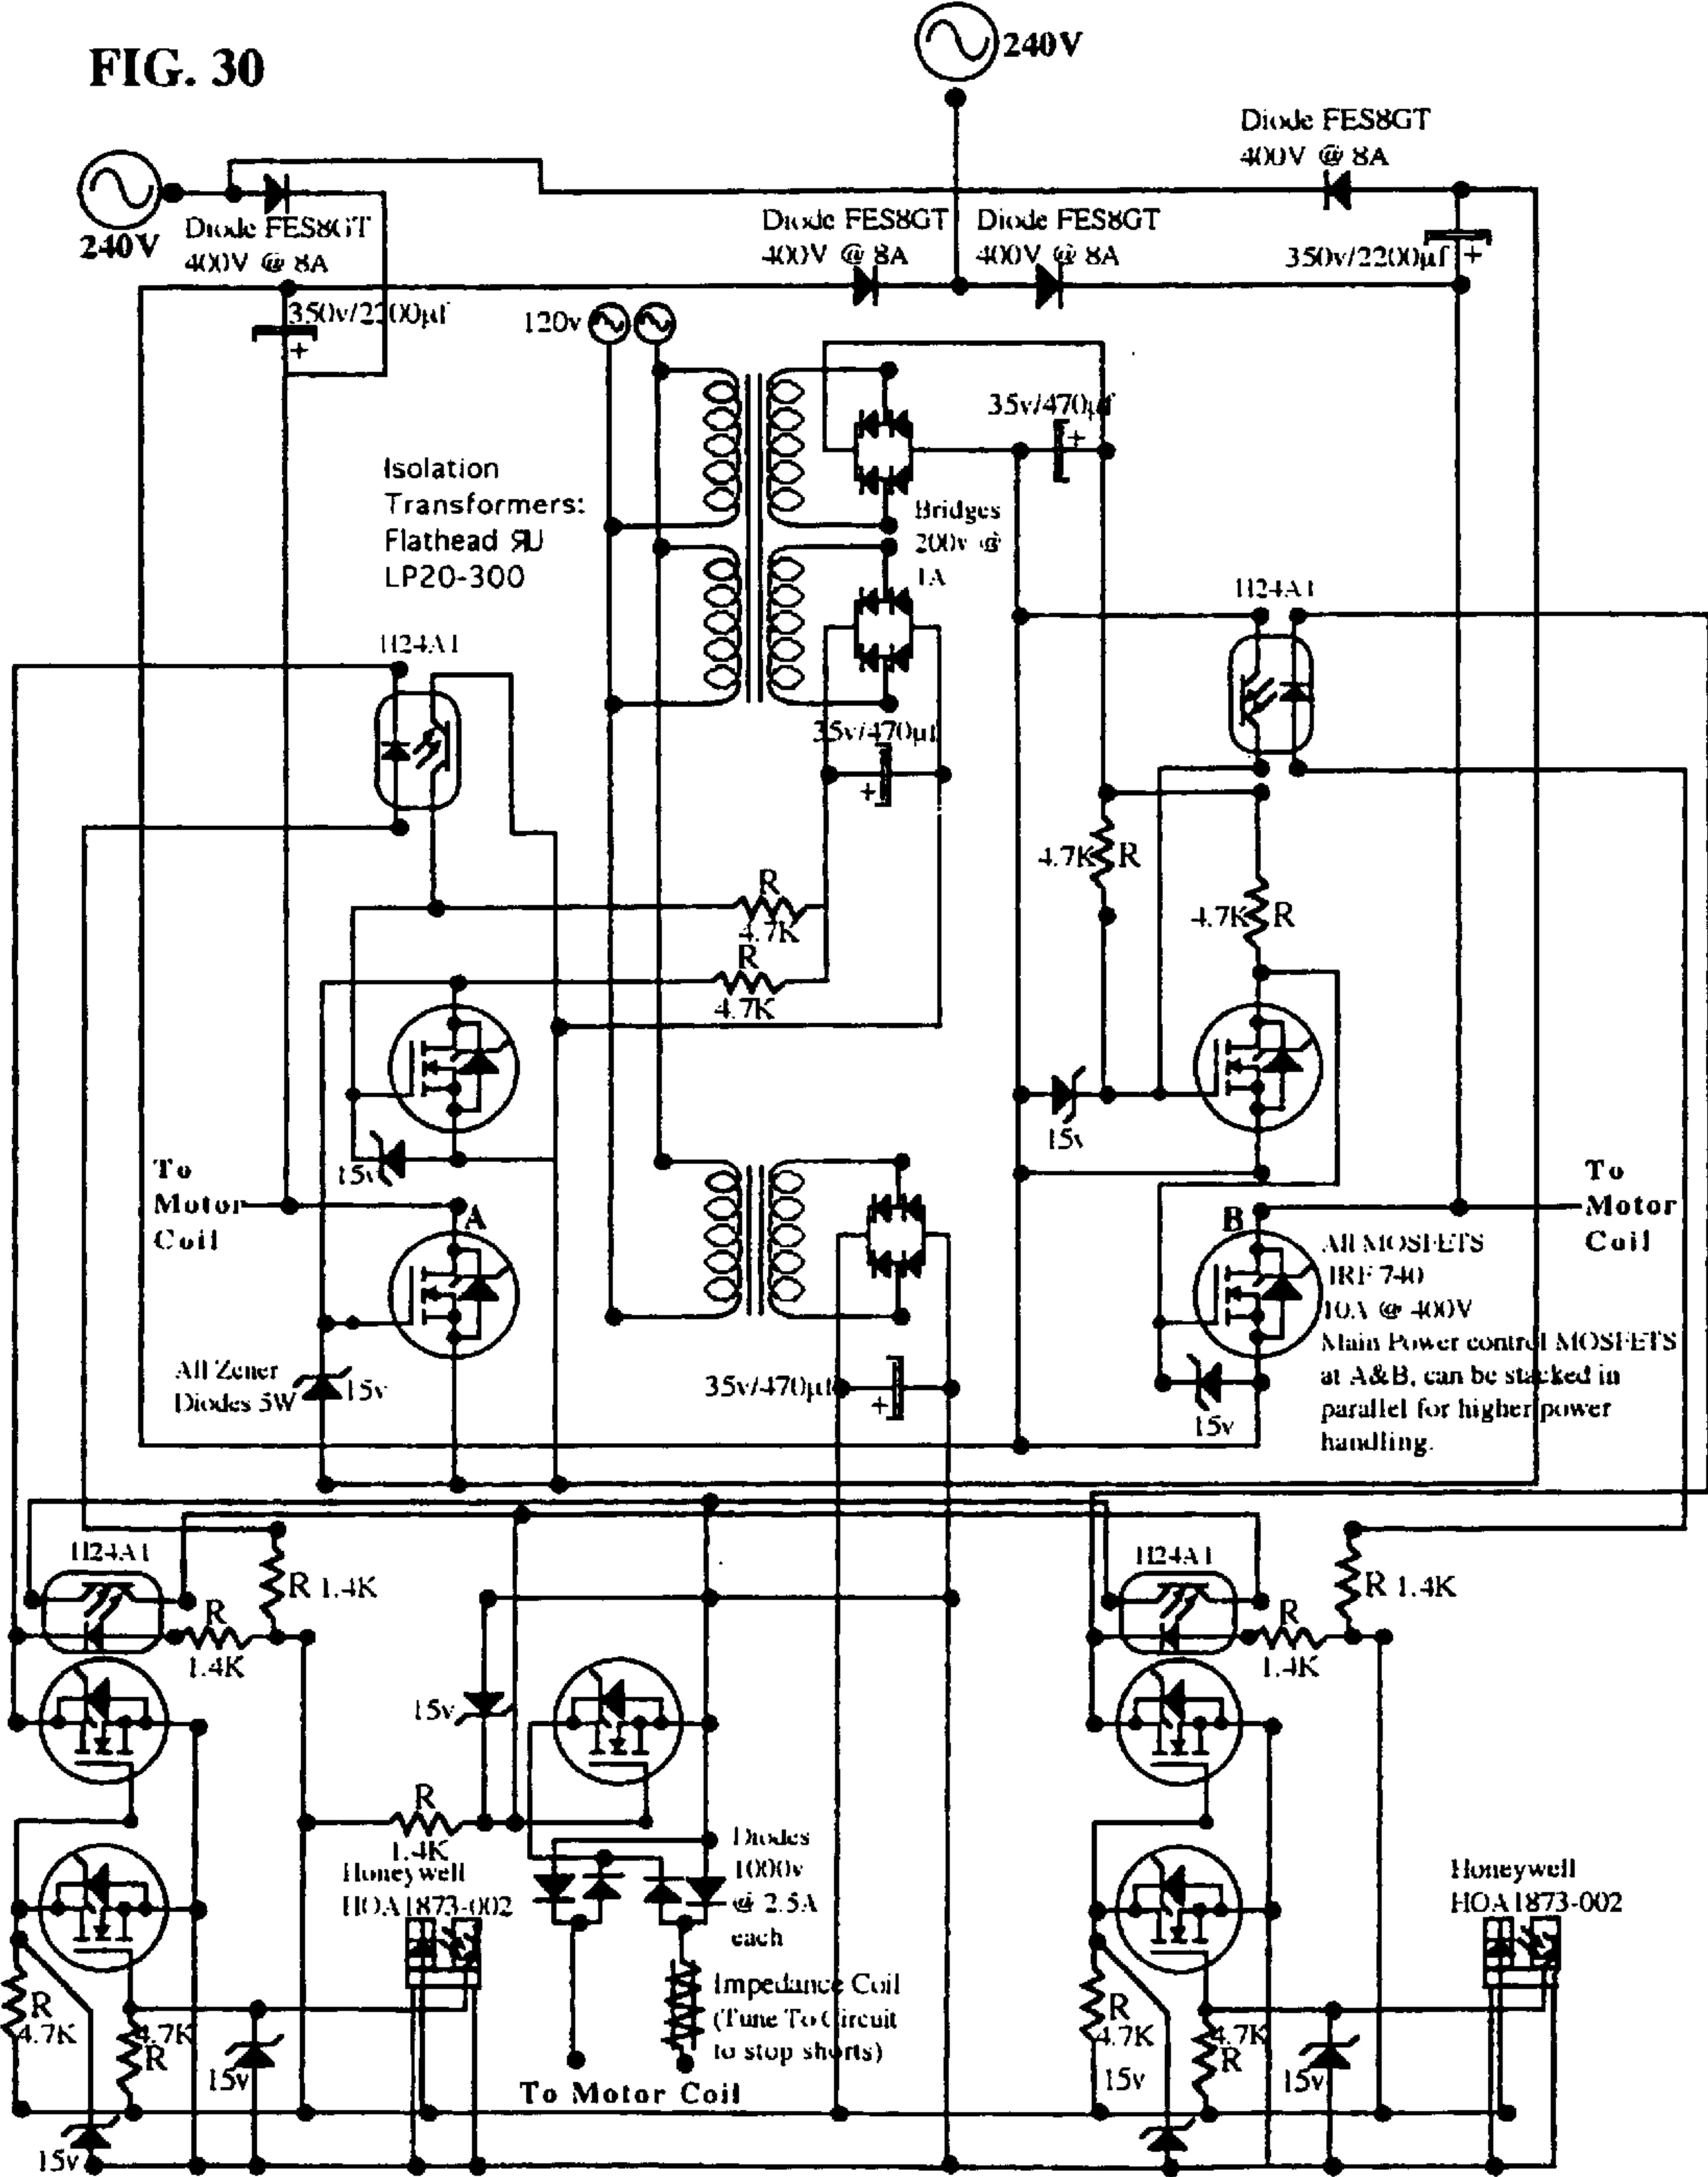 FIG. 30
240V
240V
Diode FES8GT
400V @ 8A
Diode FES8GT
400V @ 8A
Diode FES8GT
400V @ 8A
Diode FES8GT
400V @ 8A
350v/2200µf
+
350v/2200µf
+
120v
35v/470µf
+
Isolation
Transformers:
Flathead ЯU
LP20-300
Bridges
200v @
1A
H24A1
H24A1
35v/470µf
+
4.7K
R
R
4.7K
R
4.7K
4.7K
R
15v
15v
To
Motor
Coil
A
B
To
Motor
Coil
All MOSFETS
IRF 740
10A @ 400V
Main Power control MOSFETS
at A&B, can be stacked in
parallel for higher power
handling.
All Zener
Diodes 5W
15v
35v/470µf
+
15v
H24A1
R 1.4K
R
1.4K
H24A1
R 1.4K
R
1.4K
15v
R
1.4K
Honeywell
HOA1873-002
Diodes
1000v
@ 2.5A
each
Honeywell
HOA1873-002
Impedance Coil
(Tune To Circuit
to stop shorts)
R
4.7K
4.7K
R
15v
To Motor Coil
R
4.7K
4.7K
R
15v
15v
15v